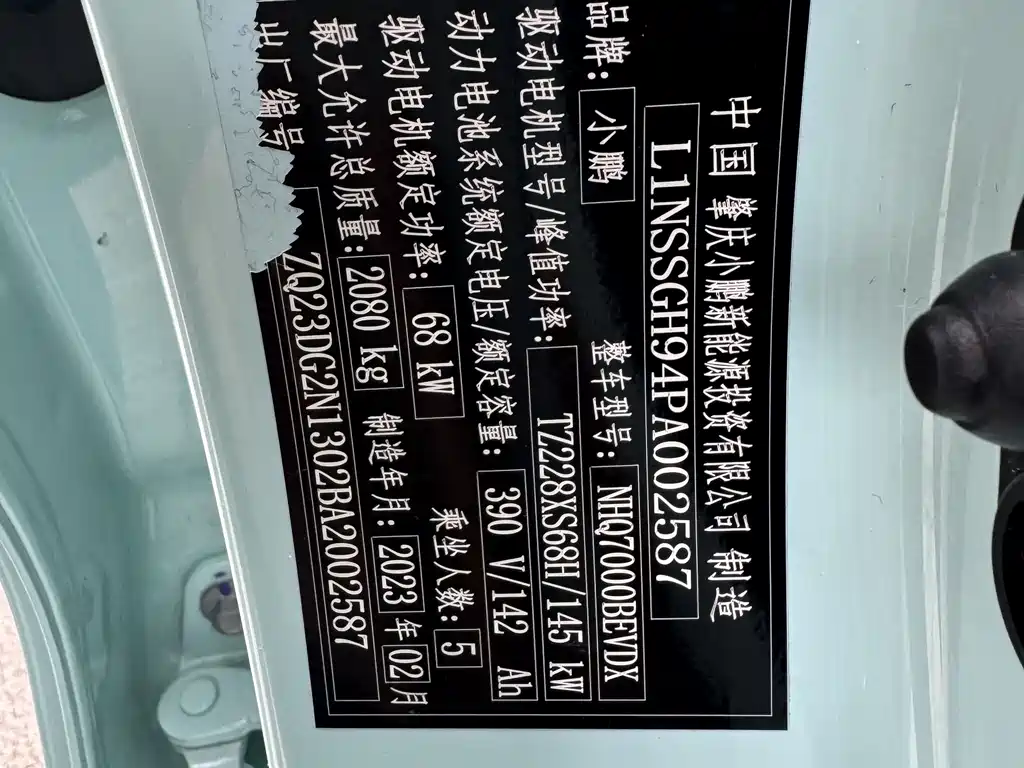 中国 肇庆小鹏新能源投资有限公司 制造
L1NSSGH94PA002587
品牌: 小鹏 整车型号: NHQ7000BEVDX
驱动电机型号/峰值功率: TZ228XS68H/145 kW
动力电池系统额定电压/额定容量: 390 V/142 Ah
驱动电机额定功率: 68 kW 乘坐人数: 5
最大允许总质量: 2080 kg 制造年月: 2023 年 02 月
出厂编号 ZQ23DG2N1302BA2002587